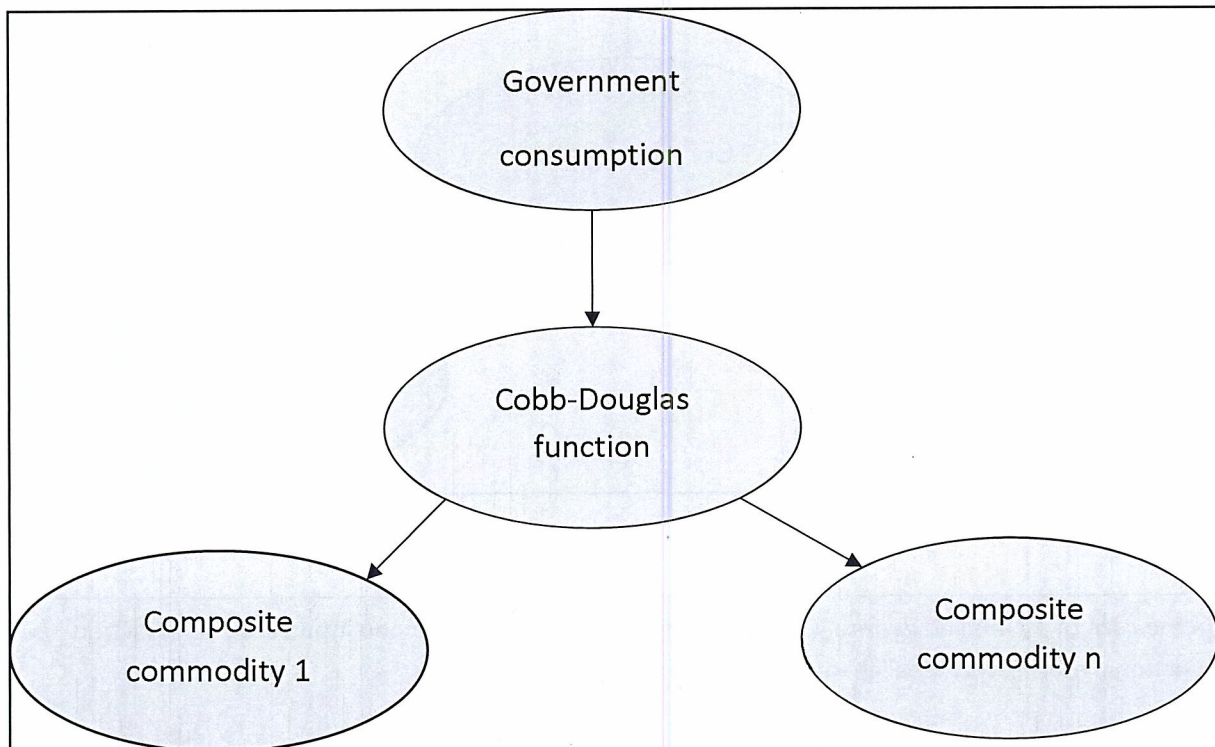 Government
consumption
Cobb-Douglas
function
Composite
commodity 1
Composite
commodity n